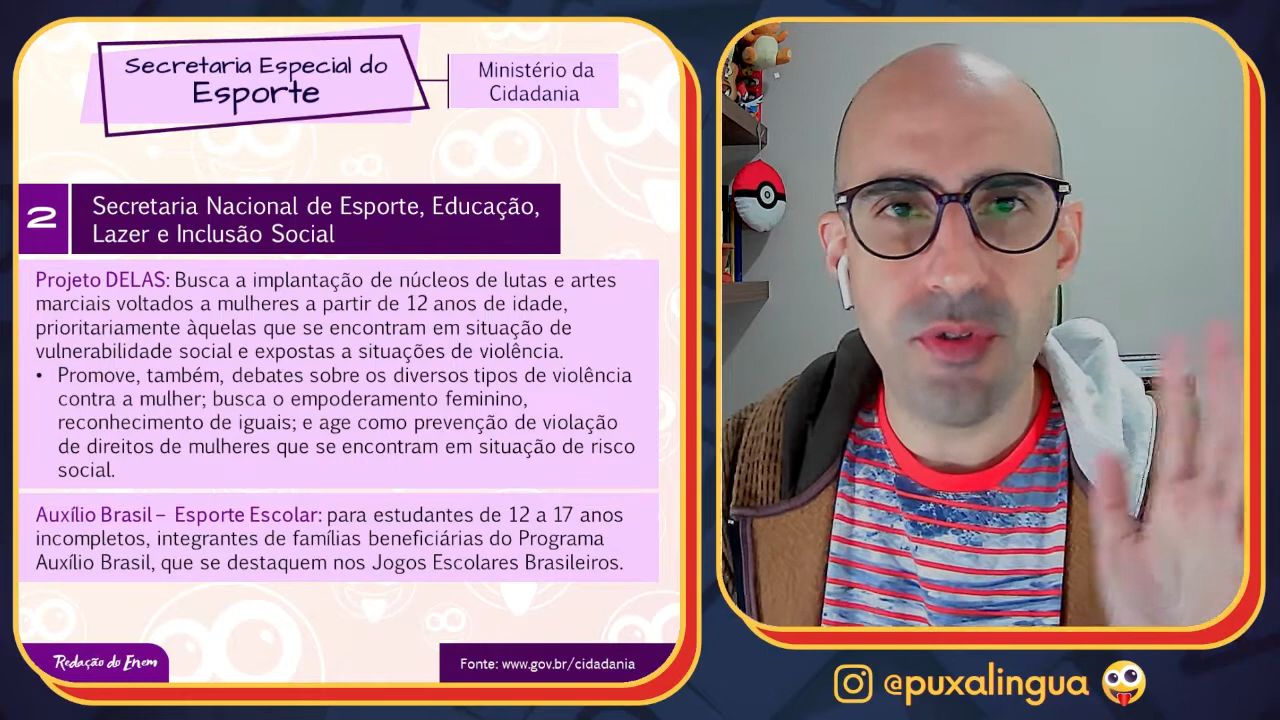 Secretaria Especial do
Esporte
Ministério da
Cidadania
2
Secretaria Nacional de Esporte, Educação,
Lazer e Inclusão Social
Projeto DELAS: Busca a implantação de núcleos de lutas e artes
marciais voltados a mulheres a partir de 12 anos de idade,
prioritariamente àquelas que se encontram em situação de
vulnerabilidade social e expostas a situações de violência.
• Promove, também, debates sobre os diversos tipos de violência
contra a mulher; busca o empoderamento feminino,
reconhecimento de iguais; e age como prevenção de violação
de direitos de mulheres que se encontram em situação de risco
social.
Auxílio Brasil – Esporte Escolar: para estudantes de 12 a 17 anos
incompletos, integrantes de famílias beneficiárias do Programa
Auxílio Brasil, que se destaquem nos Jogos Escolares Brasileiros.
Redação do Enem
Fonte: www.gov.br/cidadania
@puxalingua